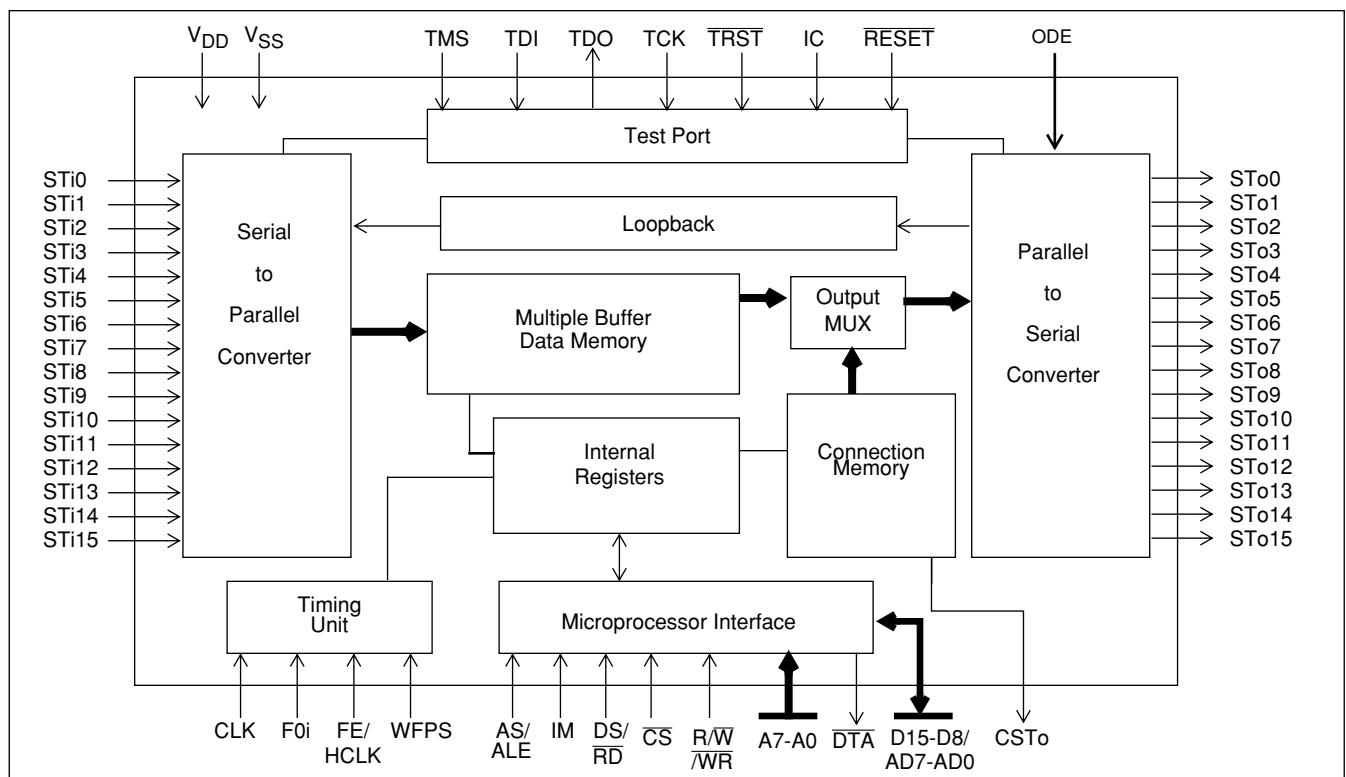 VDD VSS TMS TDI TDO TCK TRST IC RESET ODE
Test Port
STi0
STi1
STi2
STi3
STi4
STi5
STi6
STi7
STi8
STi9
STi10
STi11
STi12
STi13
STi14
STi15
Serial
to
Parallel
Converter
Loopback
Multiple Buffer
Data Memory
Output
MUX
Internal
Registers
Connection
Memory
Parallel
to
Serial
Converter
STo0
STo1
STo2
STo3
STo4
STo5
STo6
STo7
STo8
STo9
STo10
STo11
STo12
STo13
STo14
STo15
Timing
Unit
Microprocessor Interface
CLK
F0i
FE/
HCLK
WFPS
AS/
ALE
IM
DS/
RD
CS
R/W
/WR
A7-A0
DTA
D15-D8/
AD7-AD0
CSTo